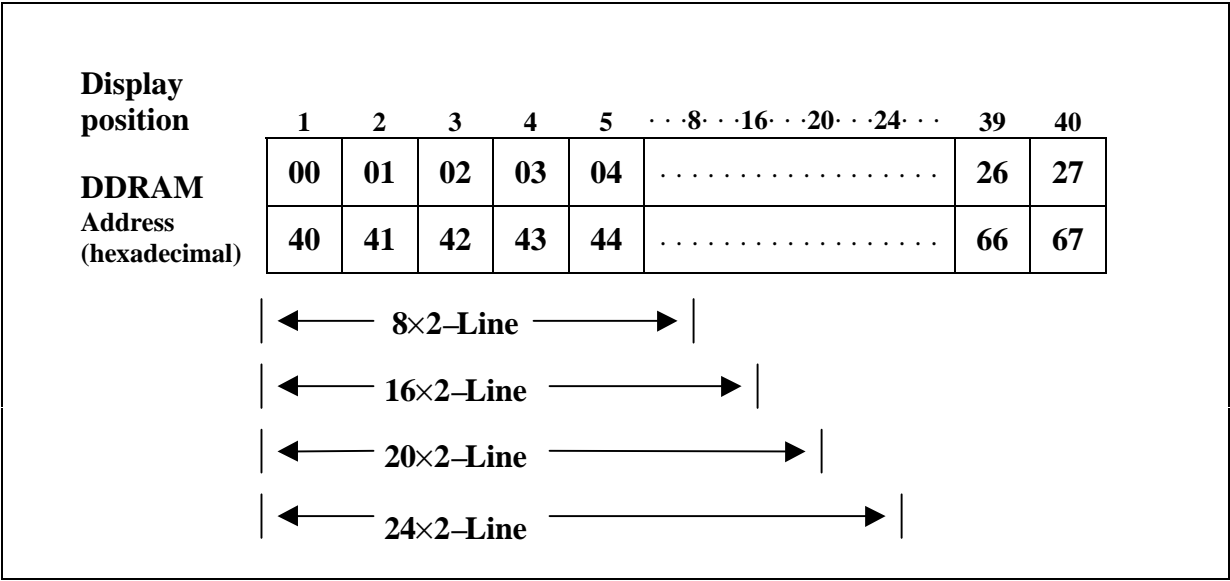 Display
position 1 2 3 4 5 · · ·8· · ·16· · ·20· · ·24· · · 39 40
DDRAM 00 01 02 03 04 · · · · · · · · · · · · · · · · · · · 26 27
Address
(hexadecimal) 40 41 42 43 44 · · · · · · · · · · · · · · · · · · · 66 67
8×2–Line
16×2–Line
20×2–Line
24×2–Line